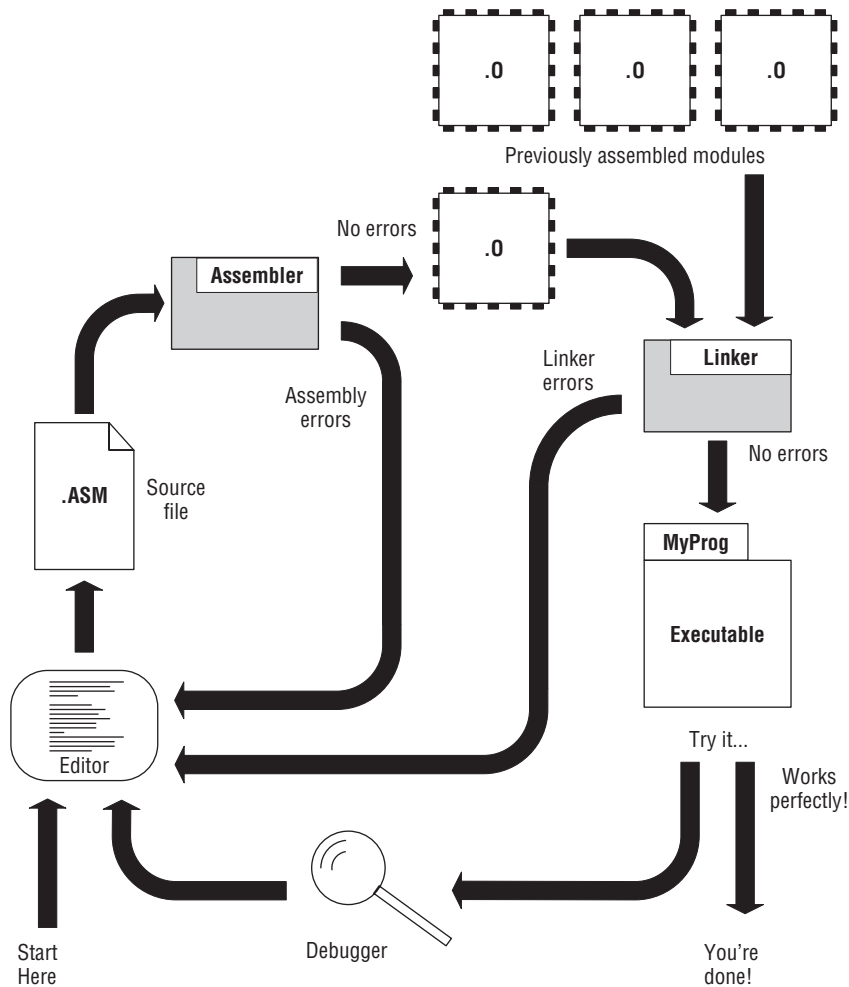 .O
.O
.O
Previously assembled modules
No errors
.O
Assembler
Linker
errors
Linker
Assembly
errors
No errors
.ASM
Source
file
MyProg
Executable
Editor
Try it...
Works
perfectly!
Debugger
Start
Here
You're
done!